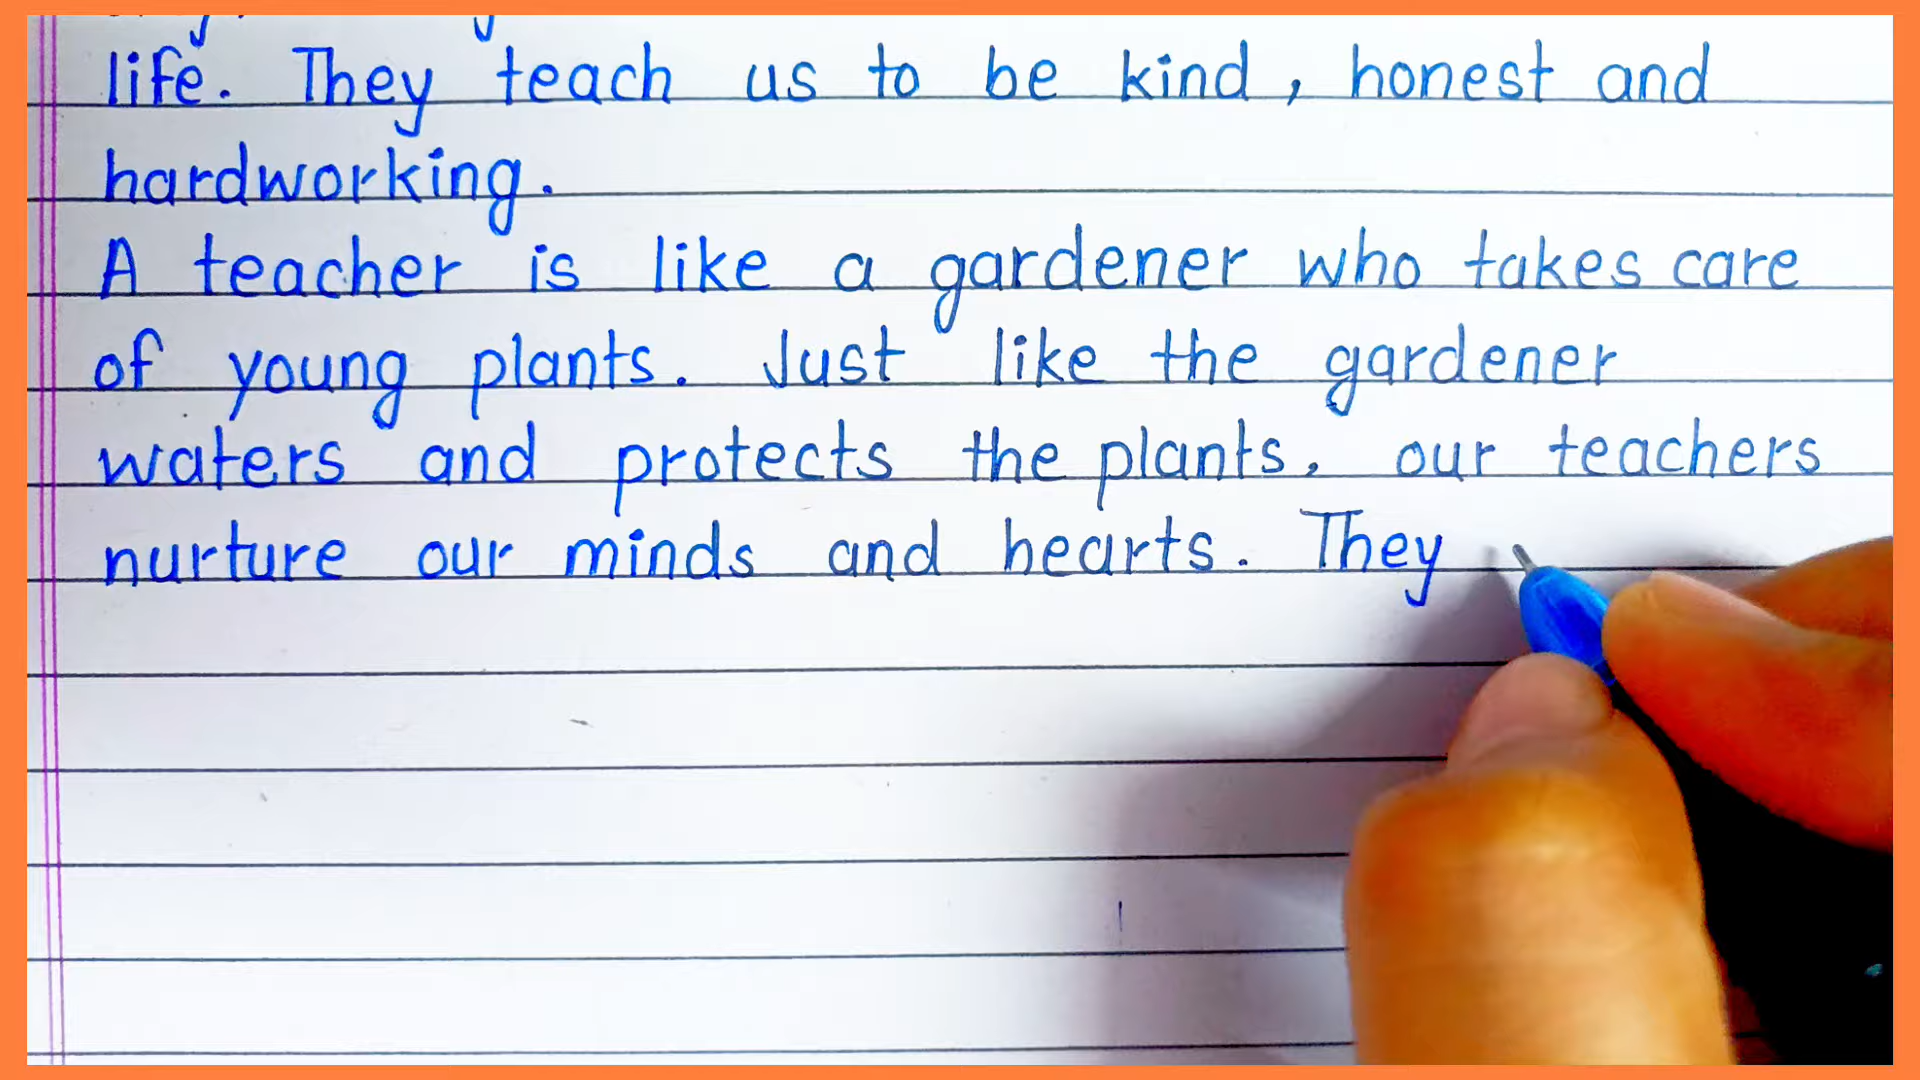 life. They teach us to be kind, honest and
hardworking.
A teacher is like a gardener who takes care
of young plants. Just like the gardener
waters and protects the plants, our teachers
nurture our minds and hearts. They